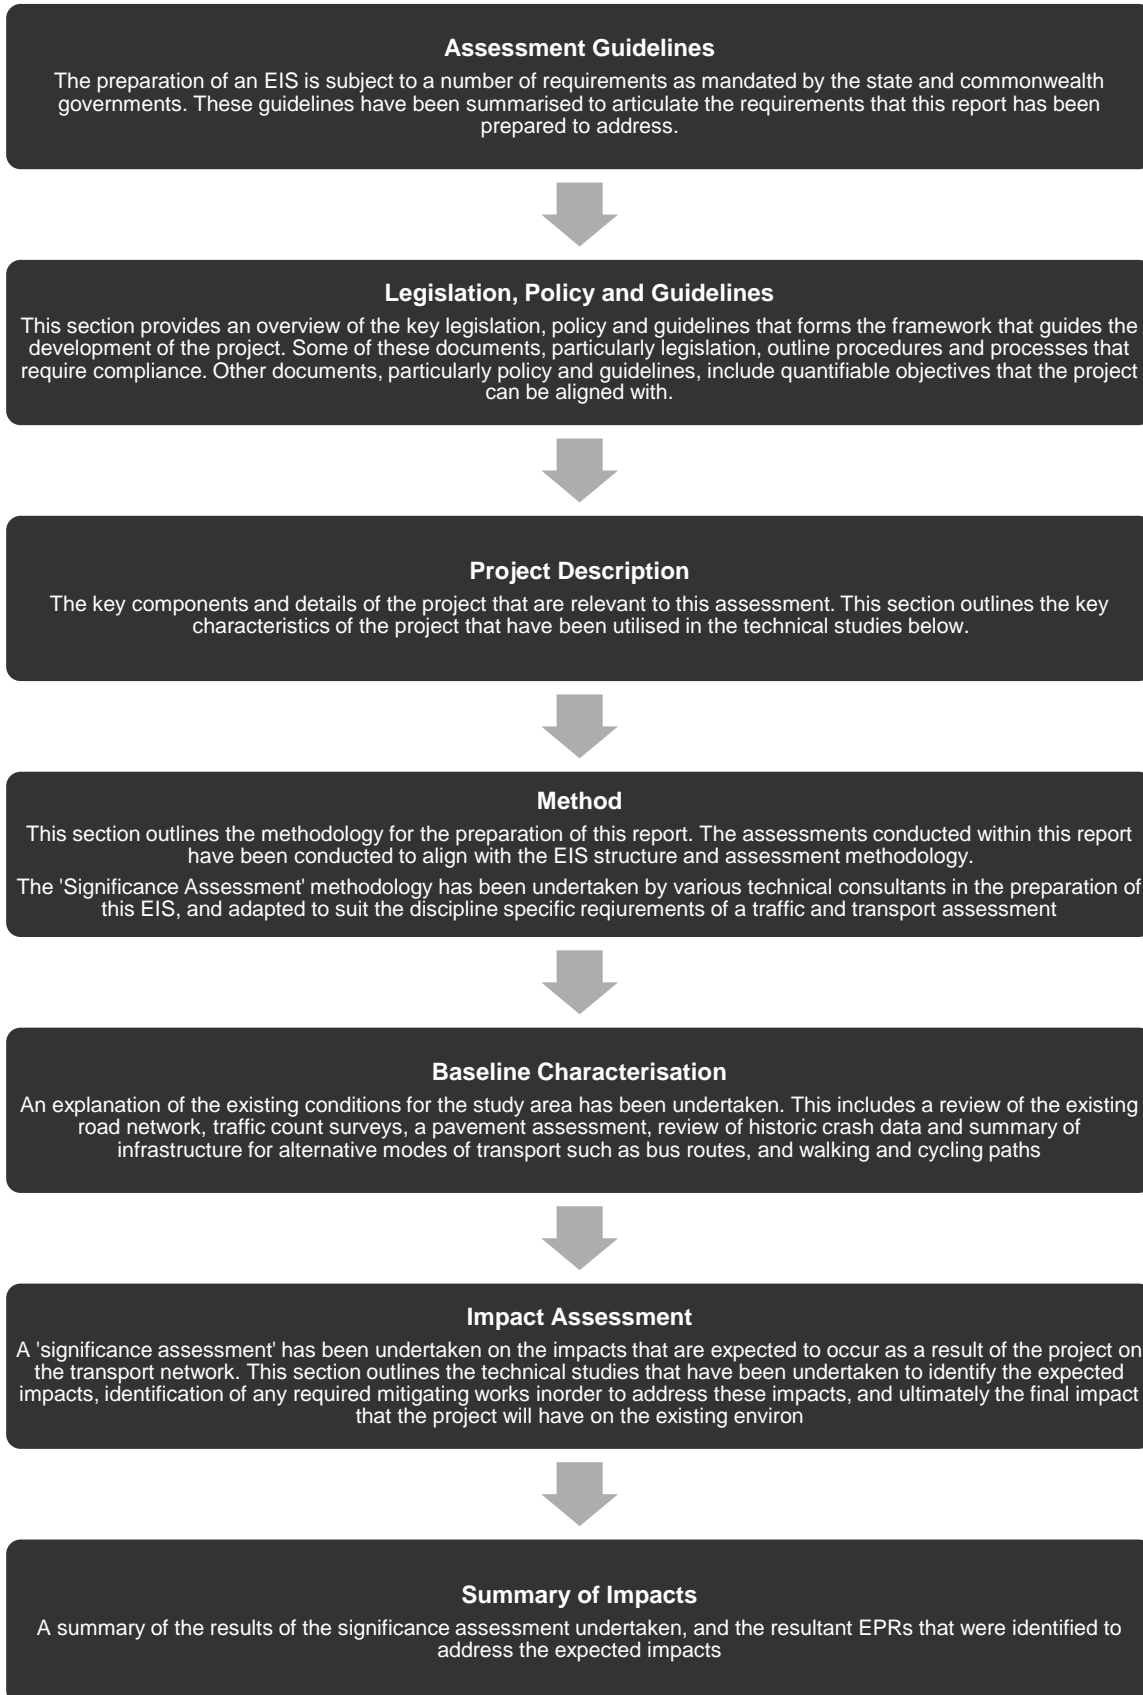 Assessment Guidelines
The preparation of an EIS is subject to a number of requirements as mandated by the state and commonwealth
governments. These guidelines have been summarised to articulate the requirements that this report has been
prepared to address.
Legislation, Policy and Guidelines
This section provides an overview of the key legislation, policy and guidelines that forms the framework that guides the
development of the project. Some of these documents, particularly legislation, outline procedures and processes that
require compliance. Other documents, particularly policy and guidelines, include quantifiable objectives that the project
can be aligned with.
Project Description
The key components and details of the project that are relevant to this assessment. This section outlines the key
characteristics of the project that have been utilised in the technical studies below.
Method
This section outlines the methodology for the preparation of this report. The assessments conducted within this report
have been conducted to align with the EIS structure and assessment methodology.
The 'Significance Assessment' methodology has been undertaken by various technical consultants in the preparation of
this EIS, and adapted to suit the discipline specific reqiurements of a traffic and transport assessment
Baseline Characterisation
An explanation of the existing conditions for the study area has been undertaken. This includes a review of the existing
road network, traffic count surveys, a pavement assessment, review of historic crash data and summary of
infrastructure for alternative modes of transport such as bus routes, and walking and cycling paths
Impact Assessment
A 'significance assessment' has been undertaken on the impacts that are expected to occur as a result of the project on
the transport network. This section outlines the technical studies that have been undertaken to identify the expected
impacts, identification of any required mitigating works inorder to address these impacts, and ultimately the final impact
that the project will have on the existing environ
Summary of Impacts
A summary of the results of the significance assessment undertaken, and the resultant EPRs that were identified to
address the expected impacts